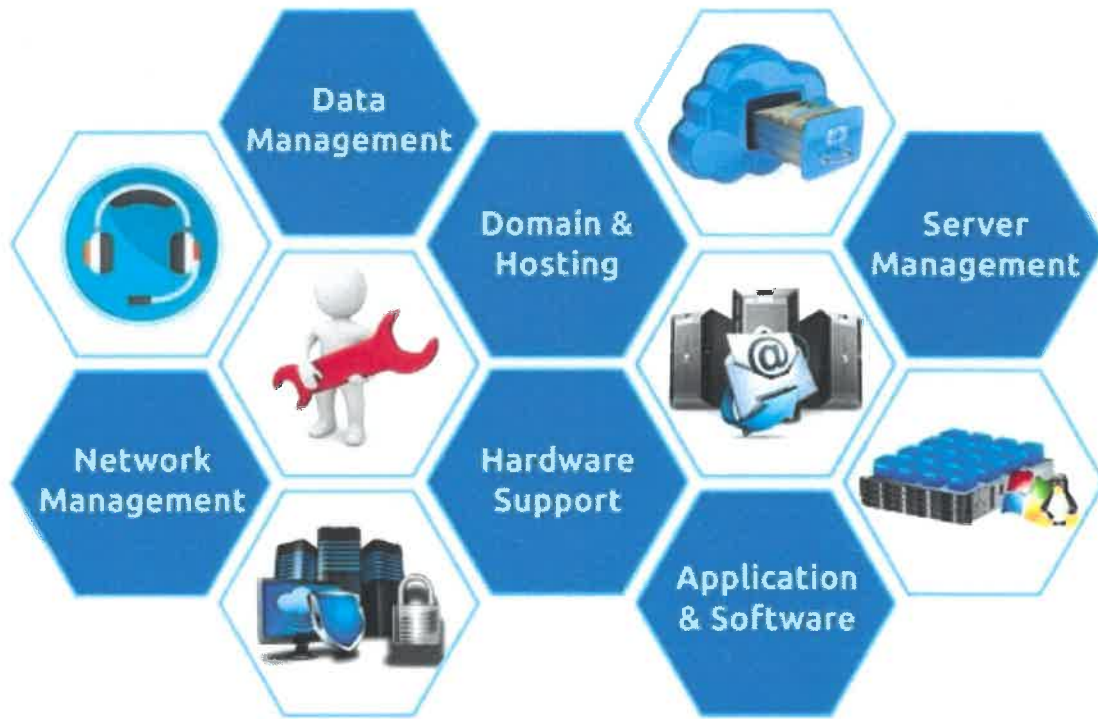 Data
Management
Domain &
Hosting
Server
Management
Network
Management
Hardware
Support
Application
& Software
@